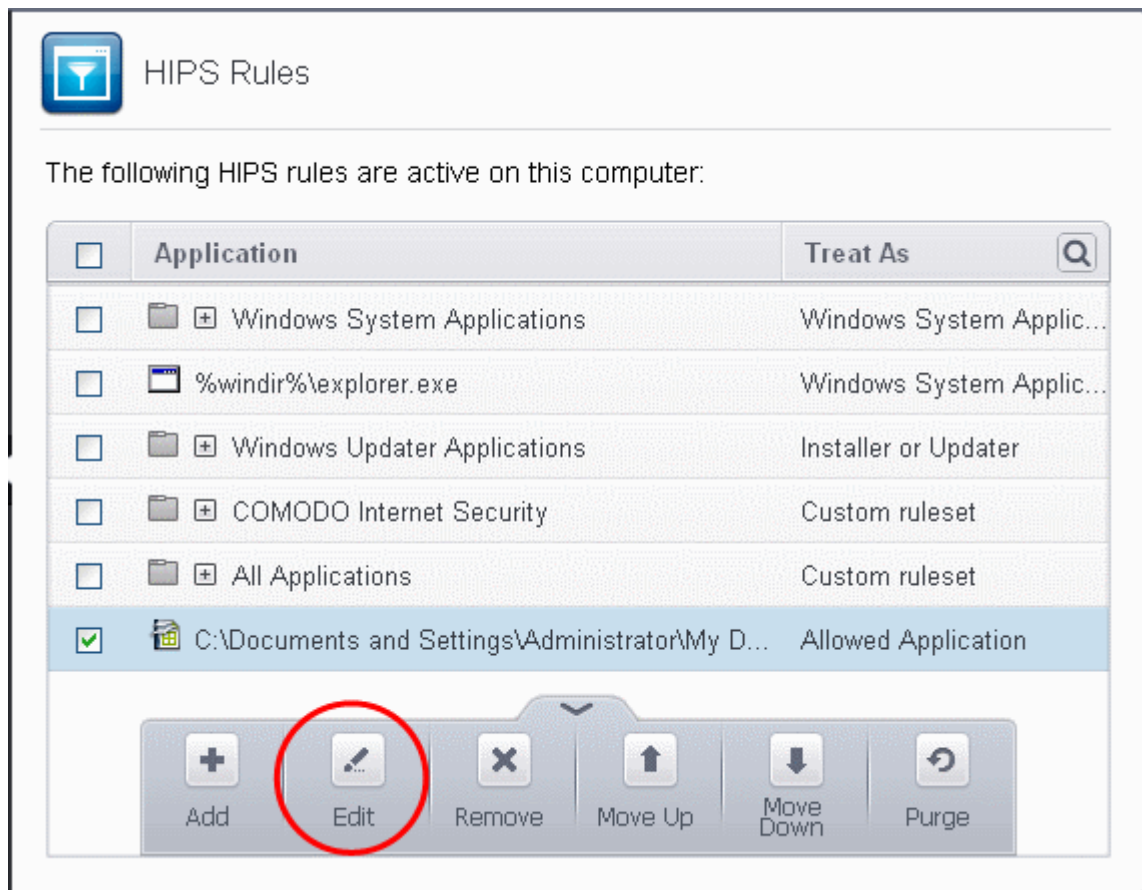 HIPS Rules
The following HIPS rules are active on this computer:
Application Treat As
Windows System Applications Windows System Applic...
%windir%\explorer.exe Windows System Applic...
Windows Updater Applications Installer or Updater
COMODO Internet Security Custom ruleset
All Applications Custom ruleset
C:\Documents and Settings\Administrator\My D... Allowed Application
Add Edit Remove Move Up Move Down Purge